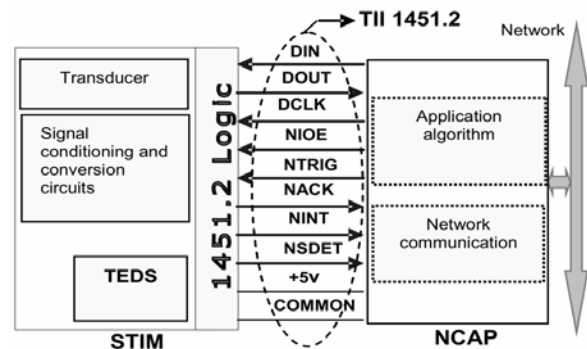 TII 1451.2
Network
Transducer
Signal
conditioning and
conversion
circuits
TEDS
STIM
1451.2 Logic
DIN
DOUT
DCLK
NIOE
NTRIG
NACK
NINT
NSDET
+5v
COMMON
Application
algorithm
Network
communication
NCAP